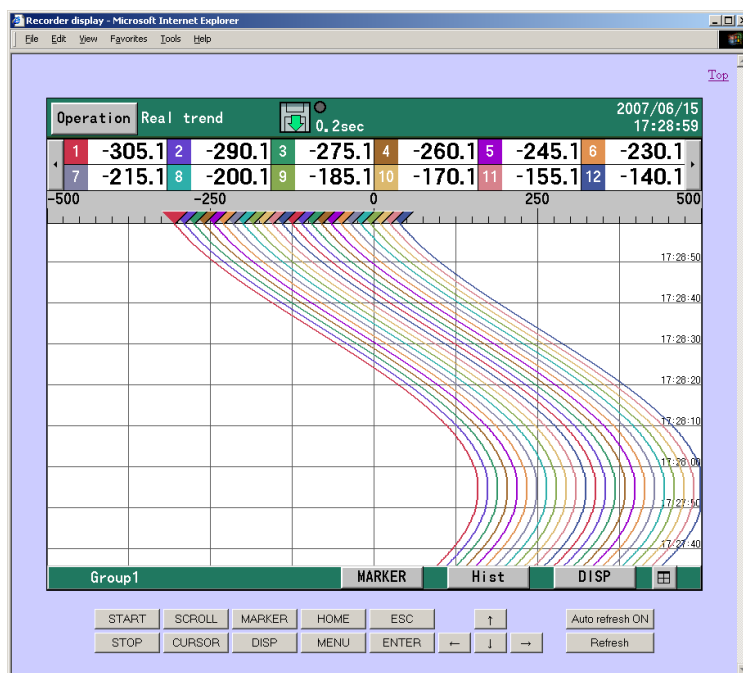 Recorder display - Microsoft Internet Explorer
File Edit View Favorites Tools Help
Top
Operation Real trend 0.2sec 2007/06/15
17:28:59
1 -305.1 2 -290.1 3 -275.1 4 -260.1 5 -245.1 6 -230.1
7 -215.1 8 -200.1 9 -185.1 10 -170.1 11 -155.1 12 -140.1
-500 -250 0 250 500
17:28:50
17:28:40
17:28:30
17:28:20
17:28:10
17:28:00
17:27:50
17:27:40
Group1 MARKER Hist DISP
START SCROLL MARKER HOME ESC ↑ Auto refresh ON
STOP CURSOR DISP MENU ENTER ← ↓ → Refresh